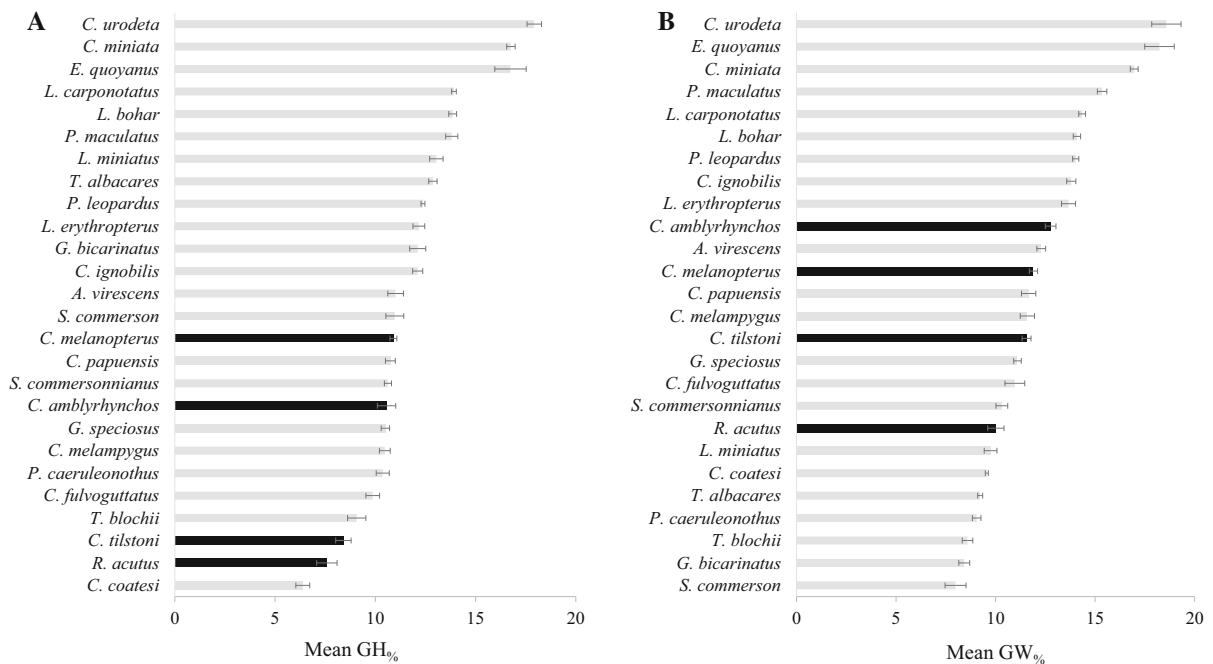 A
C. urodeta
C. miniata
E. quoyanus
L. carponotatus
L. bohar
P. maculatus
L. miniatus
T. albacares
P. leopardus
L. erythropterus
G. bicarinatus
C. ignobilis
A. virescens
S. commerson
C. melanopterus
C. papuensis
S. commersonnianus
C. amblyrhynchos
G. speciosus
C. melampygus
P. caeruleonothus
C. fulvoguttatus
T. blochii
C. tilstoni
R. acutus
C. coatesi
0 5 10 15 20
Mean GH%
B
C. urodeta
E. quoyanus
C. miniata
P. maculatus
L. carponotatus
L. bohar
P. leopardus
C. ignobilis
L. erythropterus
C. amblyrhynchos
A. virescens
C. melanopterus
C. papuensis
C. melampygus
C. tilstoni
G. speciosus
C. fulvoguttatus
S. commersonnianus
R. acutus
L. miniatus
C. coatesi
T. albacares
P. caeruleonothus
T. blochii
G. bicarinatus
S. commerson
0 5 10 15 20
Mean GW%